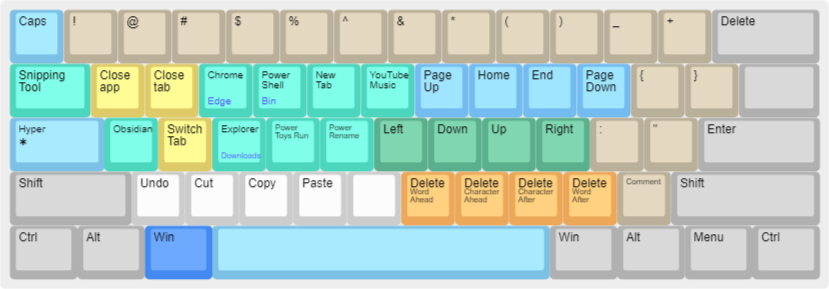 Caps ! @ # $ % ^ & * ( ) _ + Delete
Snipping Tool Close app Close tab Chrome Edge Power Shell Bin New Tab YouTube Music Page Up Home End Page Down { }
Hyper * Obsidian Switch Tab Explorer Downloads Power Toys Run Power Rename Left Down Up Right : " Enter
Shift Undo Cut Copy Paste Delete Word Ahead Delete Character Ahead Delete Character After Delete Word After Comment Shift
Ctrl Alt Win Win Alt Menu Ctrl